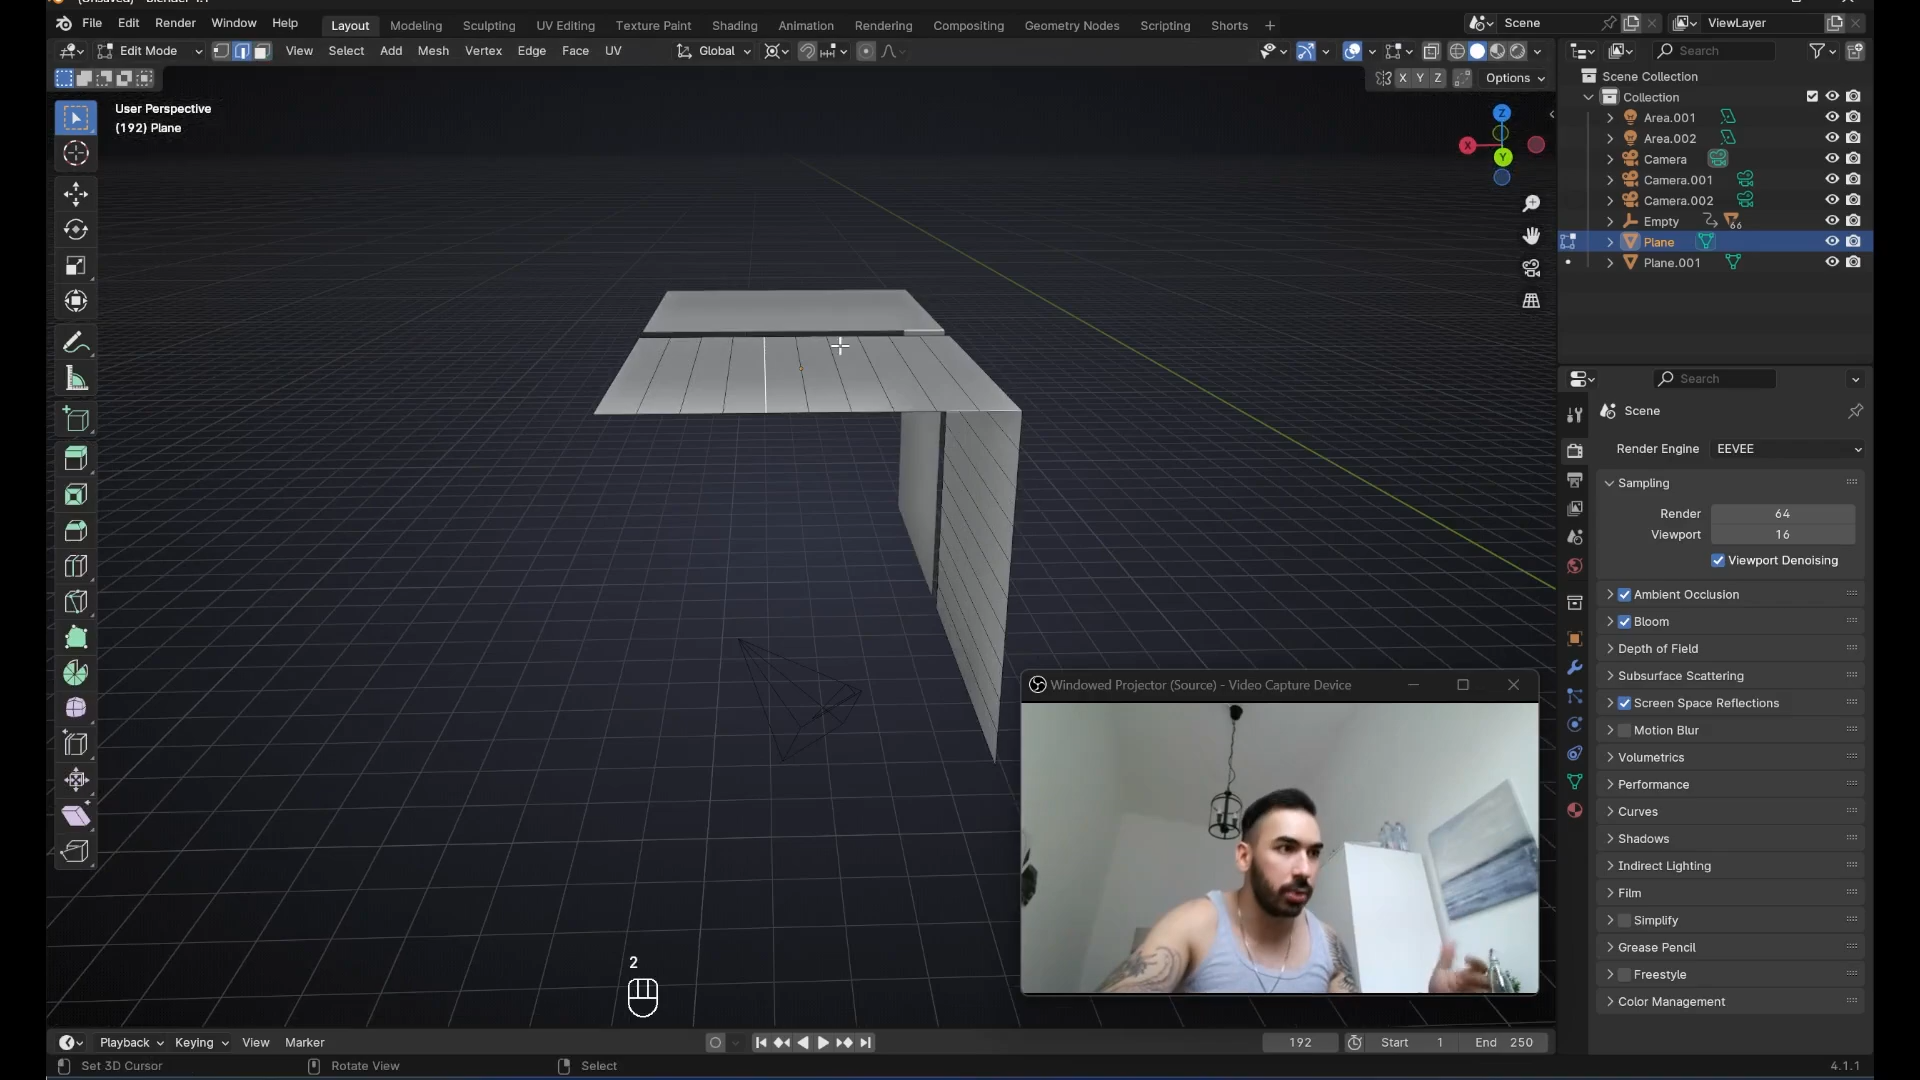 File Edit Render Window Help Layout Modeling Sculpting UV Editing Texture Paint Shading Animation Rendering Compositing Geometry Nodes Scripting Shorts + Scene ViewLayer
Edit Mode View Select Add Mesh Vertex Edge Face UV Global Search
X Y Z Options
User Perspective
(192) Plane
Z
X
Y
Scene Collection
Collection
Area.001
Area.002
Camera
Camera.001
Camera.002
Empty 66
Plane
Plane.001
Search
Scene
Render Engine EEVEE
Sampling
Render 64
Viewport 16
Viewport Denoising
Ambient Occlusion
Bloom
Depth of Field
Subsurface Scattering
Screen Space Reflections
Motion Blur
Volumetrics
Performance
Curves
Shadows
Indirect Lighting
Film
Simplify
Grease Pencil
Freestyle
Color Management
Windowed Projector (Source) - Video Capture Device
2
Playback Keying View Marker 192 Start 1 End 250
Set 3D Cursor Rotate View Select 4.1.1